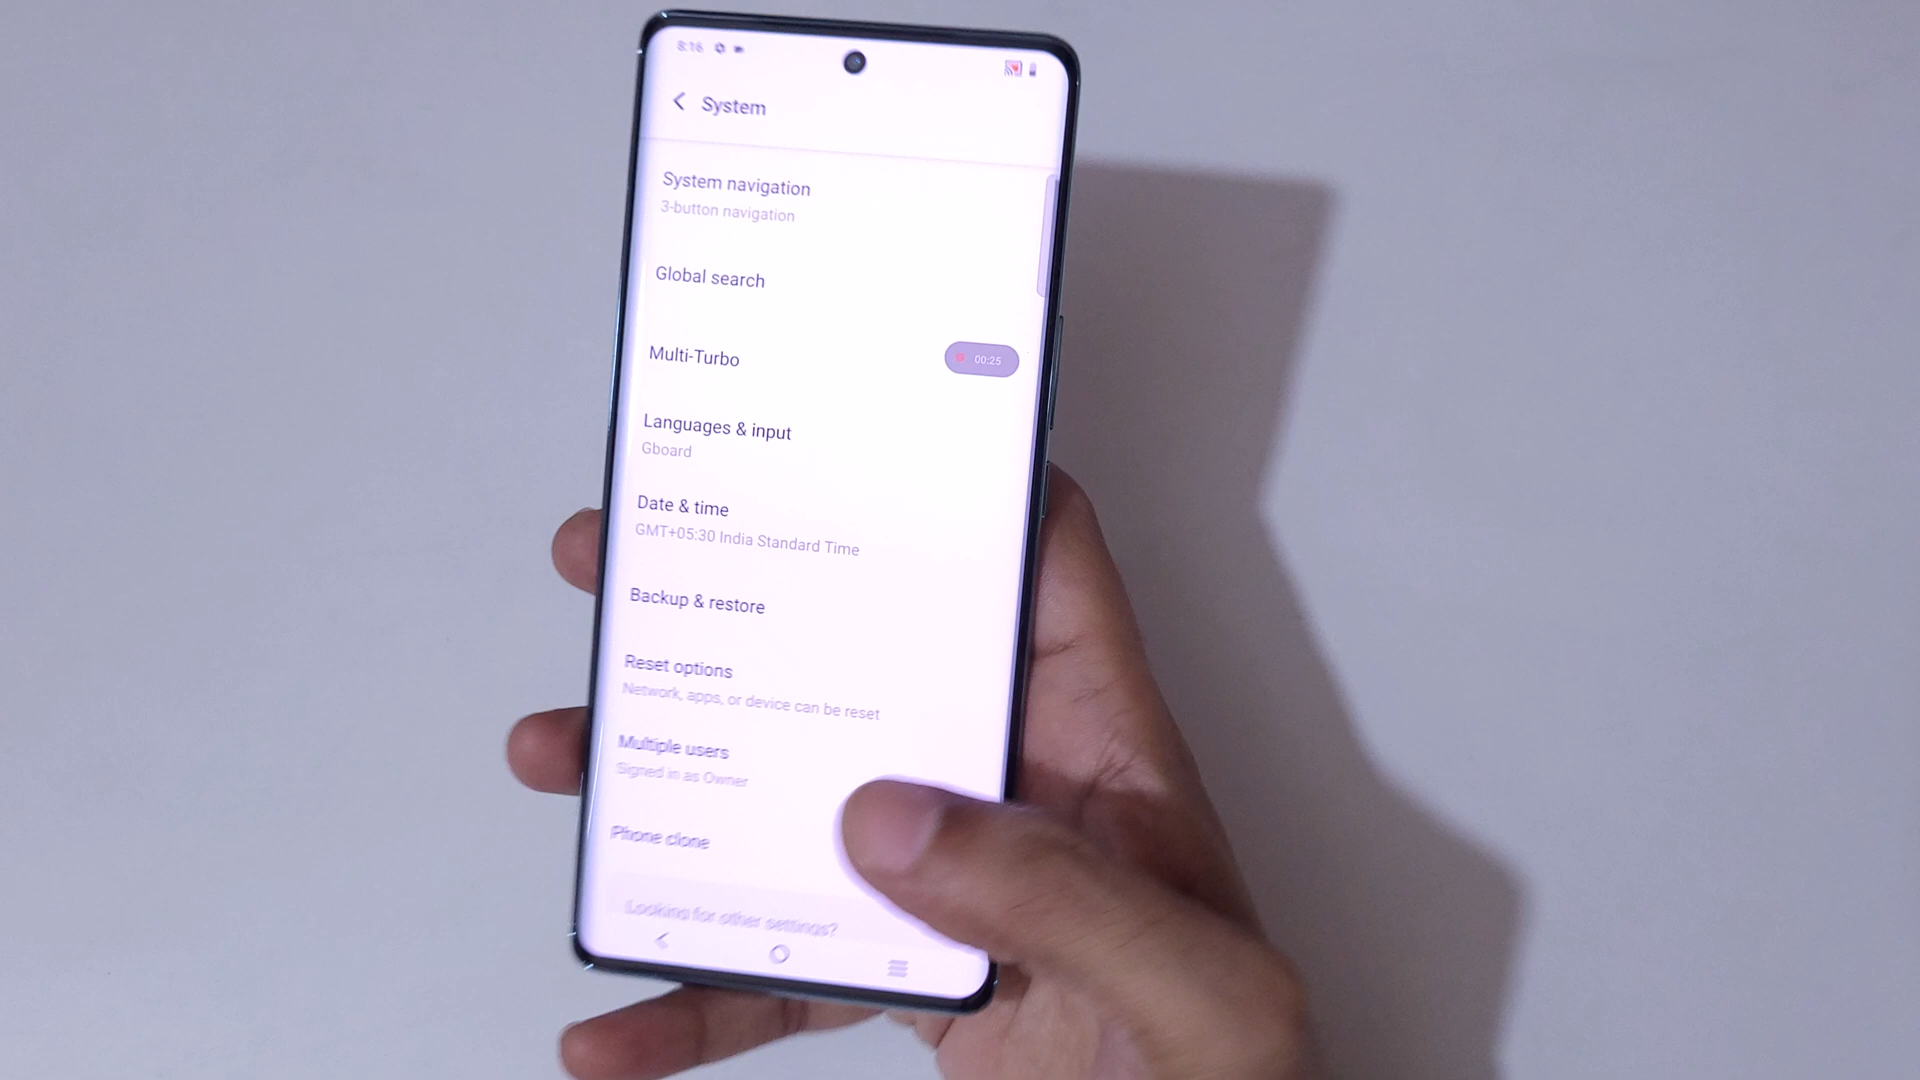 8:16
System
System navigation
3-button navigation
Global search
Multi-Turbo
00:25
Languages & input
Gboard
Date & time
GMT+05:30 India Standard Time
Backup & restore
Reset options
Network, apps, or device can be reset
Multiple users
Signed in as Owner
Phone clone
Looking for other settings?